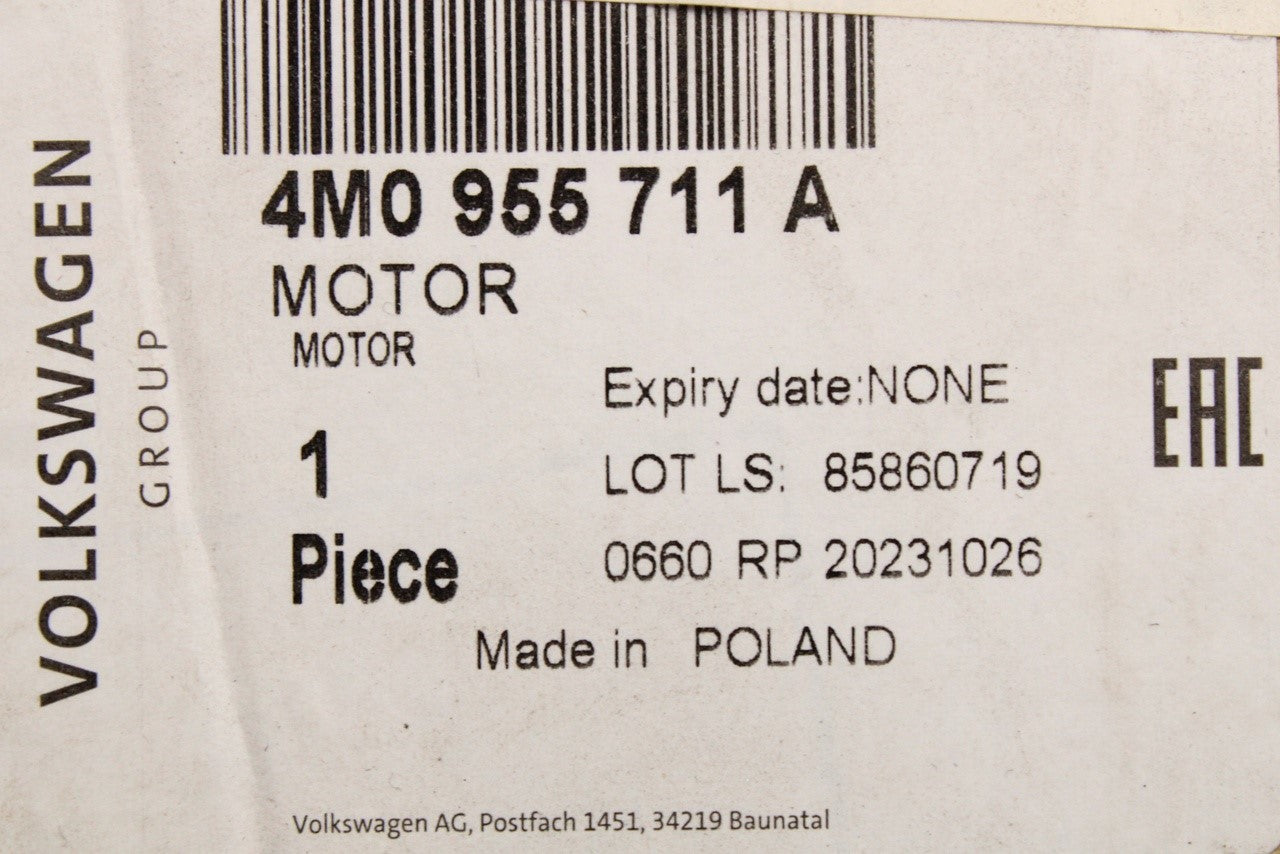 VOLKSWAGEN
GROUP
4M0 955 711 A
MOTOR
MOTOR
Expiry date:NONE
1
LOT LS: 85860719
Piece
0660 RP 20231026
Made in POLAND
EAC
Volkswagen AG, Postfach 1451, 34219 Baunatal